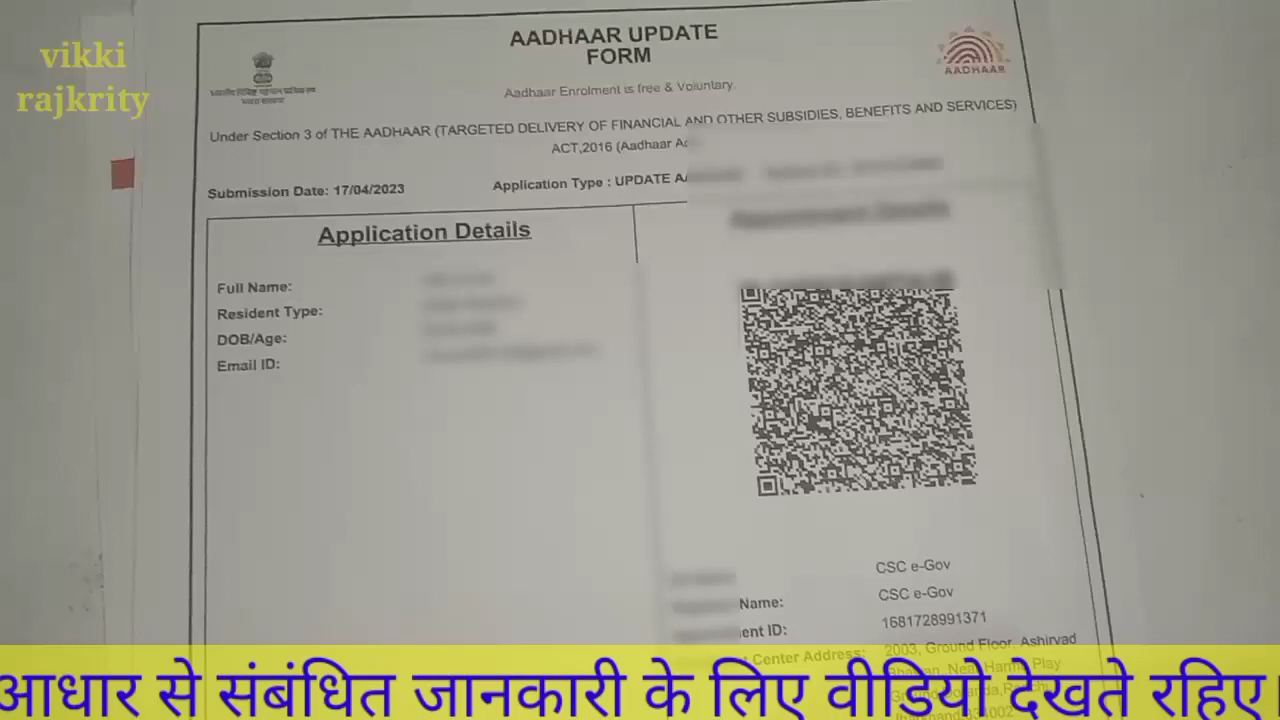 vikki
rajkrity
AADHAAR UPDATE
FORM
AADHAAR
Aadhaar Enrolment is free & Voluntary
Under Section 3 of THE AADHAAR (TARGETED DELIVERY OF FINANCIAL AND OTHER SUBSIDIES, BENEFITS AND SERVICES)
ACT,2016 (Aadhaar
Submission Date: 17/04/2023
Application Type : UPDATE
Application Details
Full Name:
Resident Type:
DOB/Age:
Email ID:
CSC e-Gov
Name: CSC e-Gov
ent ID: 1681728991371
Center Address: 2003, Ground Floor, Ashirvad
Play
आधार से संबंधित जानकारी के लिए वीडियो देखते रहिए